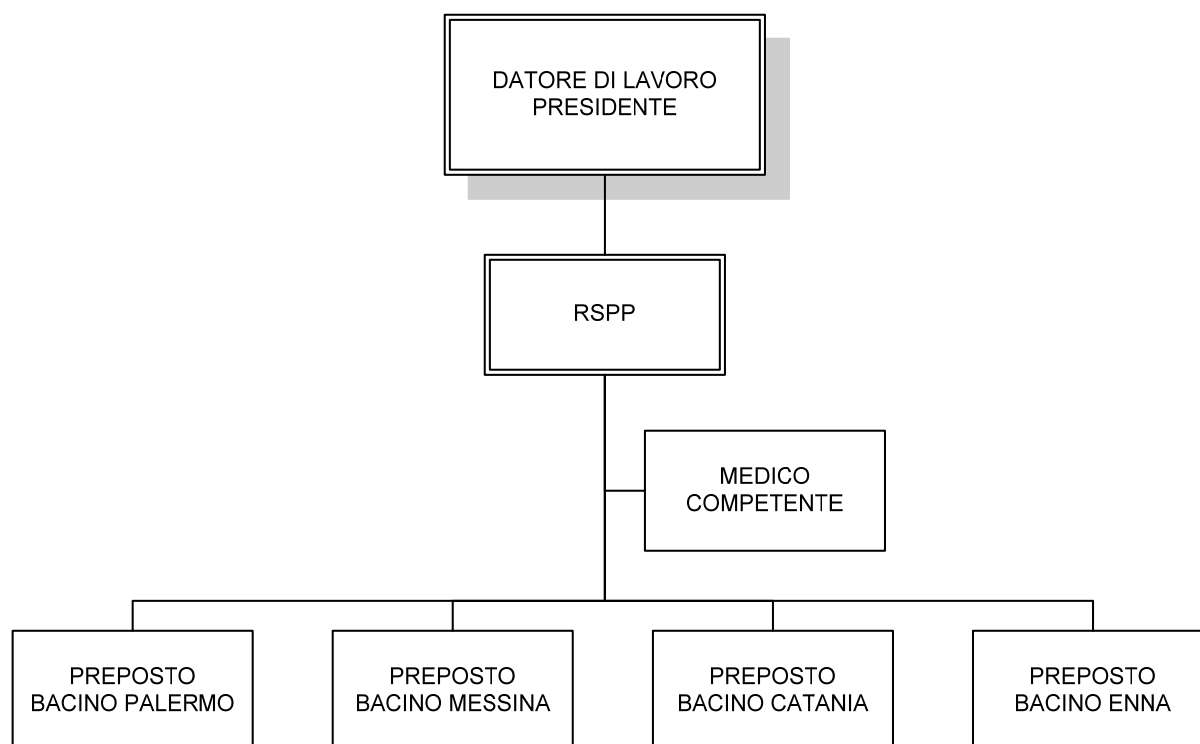 DATORE DI LAVORO
PRESIDENTE
RSPP
MEDICO
COMPETENTE
PREPOSTO
BACINO PALERMO
PREPOSTO
BACINO MESSINA
PREPOSTO
BACINO CATANIA
PREPOSTO
BACINO ENNA